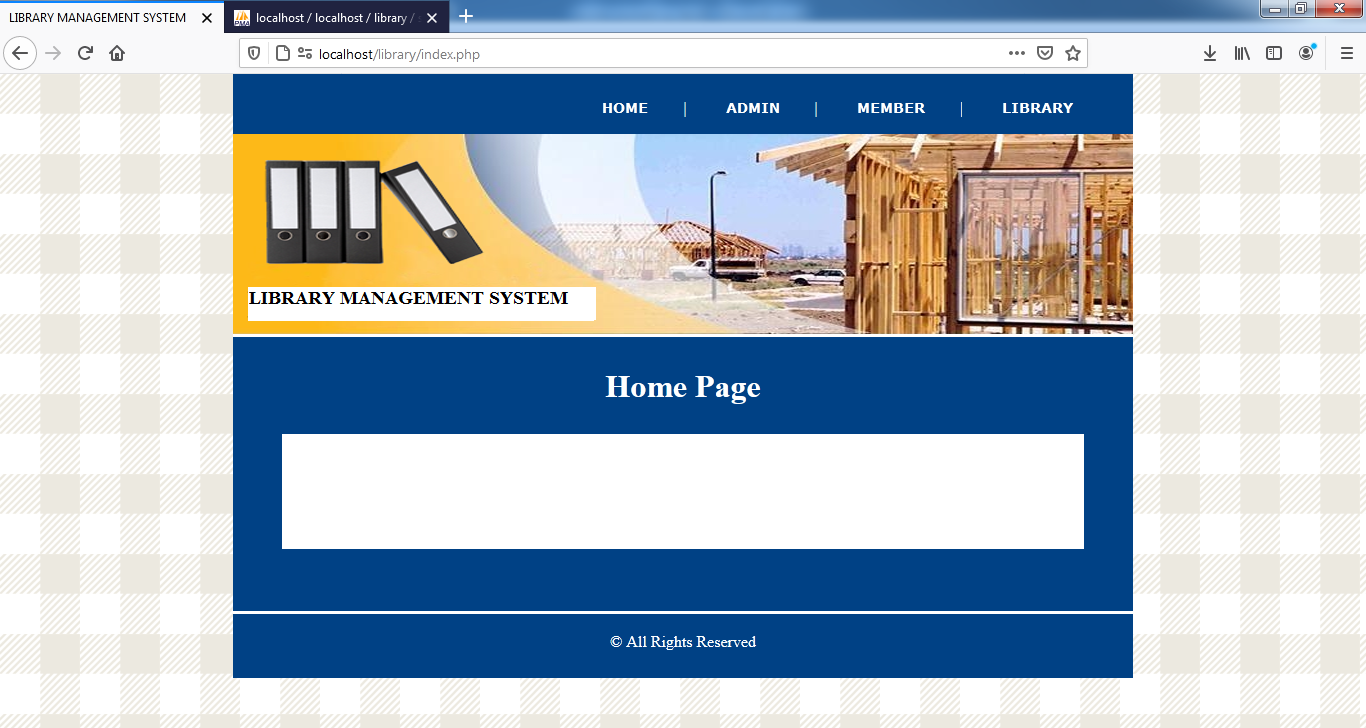 LIBRARY MANAGEMENT SYSTEM
localhost / localhost / library /
localhost/library/index.php
HOME | ADMIN | MEMBER | LIBRARY
LIBRARY MANAGEMENT SYSTEM
Home Page
© All Rights Reserved